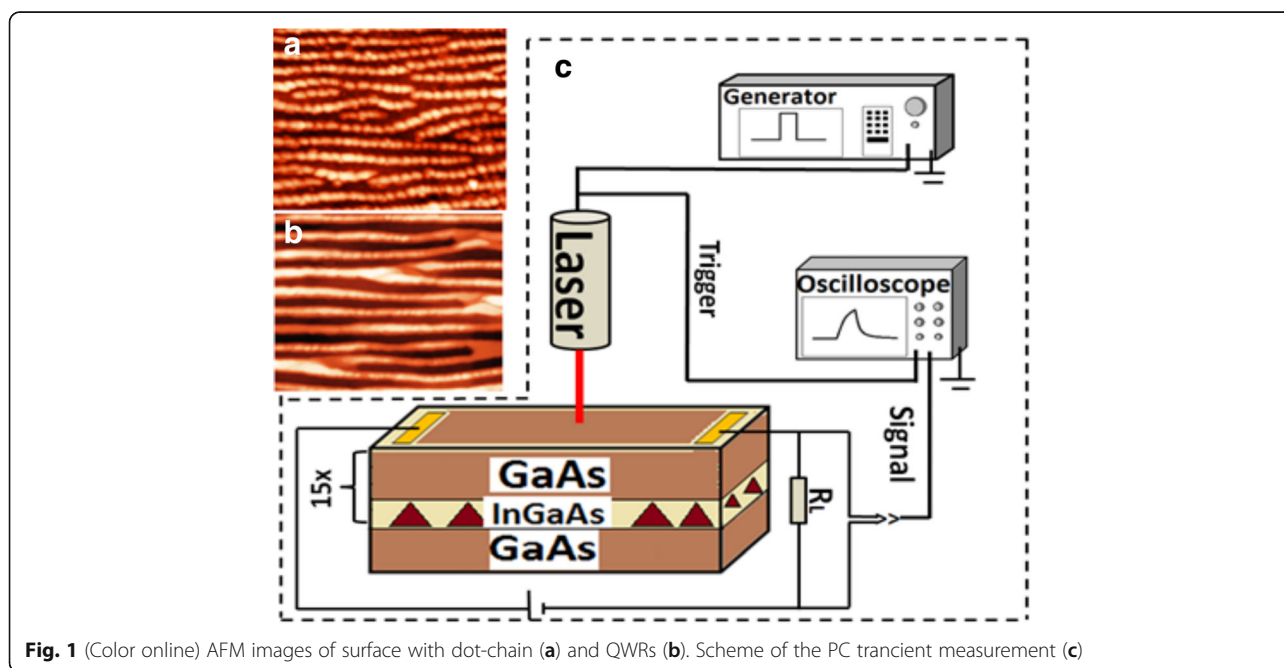 a
b
c
Generator
Laser
Trigger
Oscilloscope
Signal
15x
GaAs
InGaAs
GaAs
RL
Fig. 1 (Color online) AFM images of surface with dot-chain (a) and QWRs (b). Scheme of the PC trancient measurement (c)